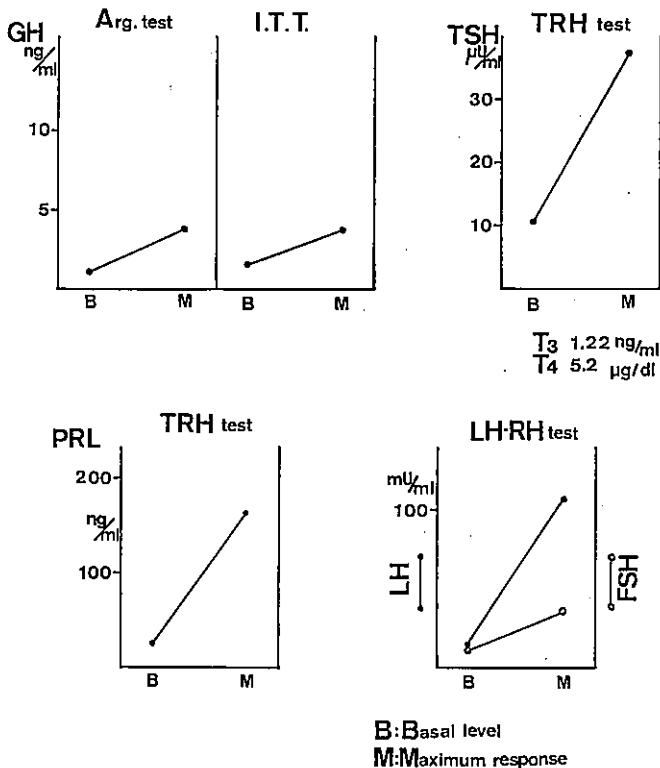 Arg. test
I.T.T.
GH
ng/ml
10
5
B
M
B
M
TRH test
TSH
μU/ml
30
20
10
B
M
T3 1.22 ng/ml
T4 5.2 μg/dl
TRH test
PRL
200
ng/ml
100
B
M
LH-RH test
mU/ml
100
LH
FSH
B
M
B:Basal level
M:Maximum response